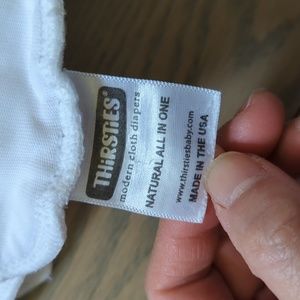 THIRSTIES®
modern cloth diapers
NATURAL ALL IN ONE
www.thirstiesbaby.com
MADE IN THE USA